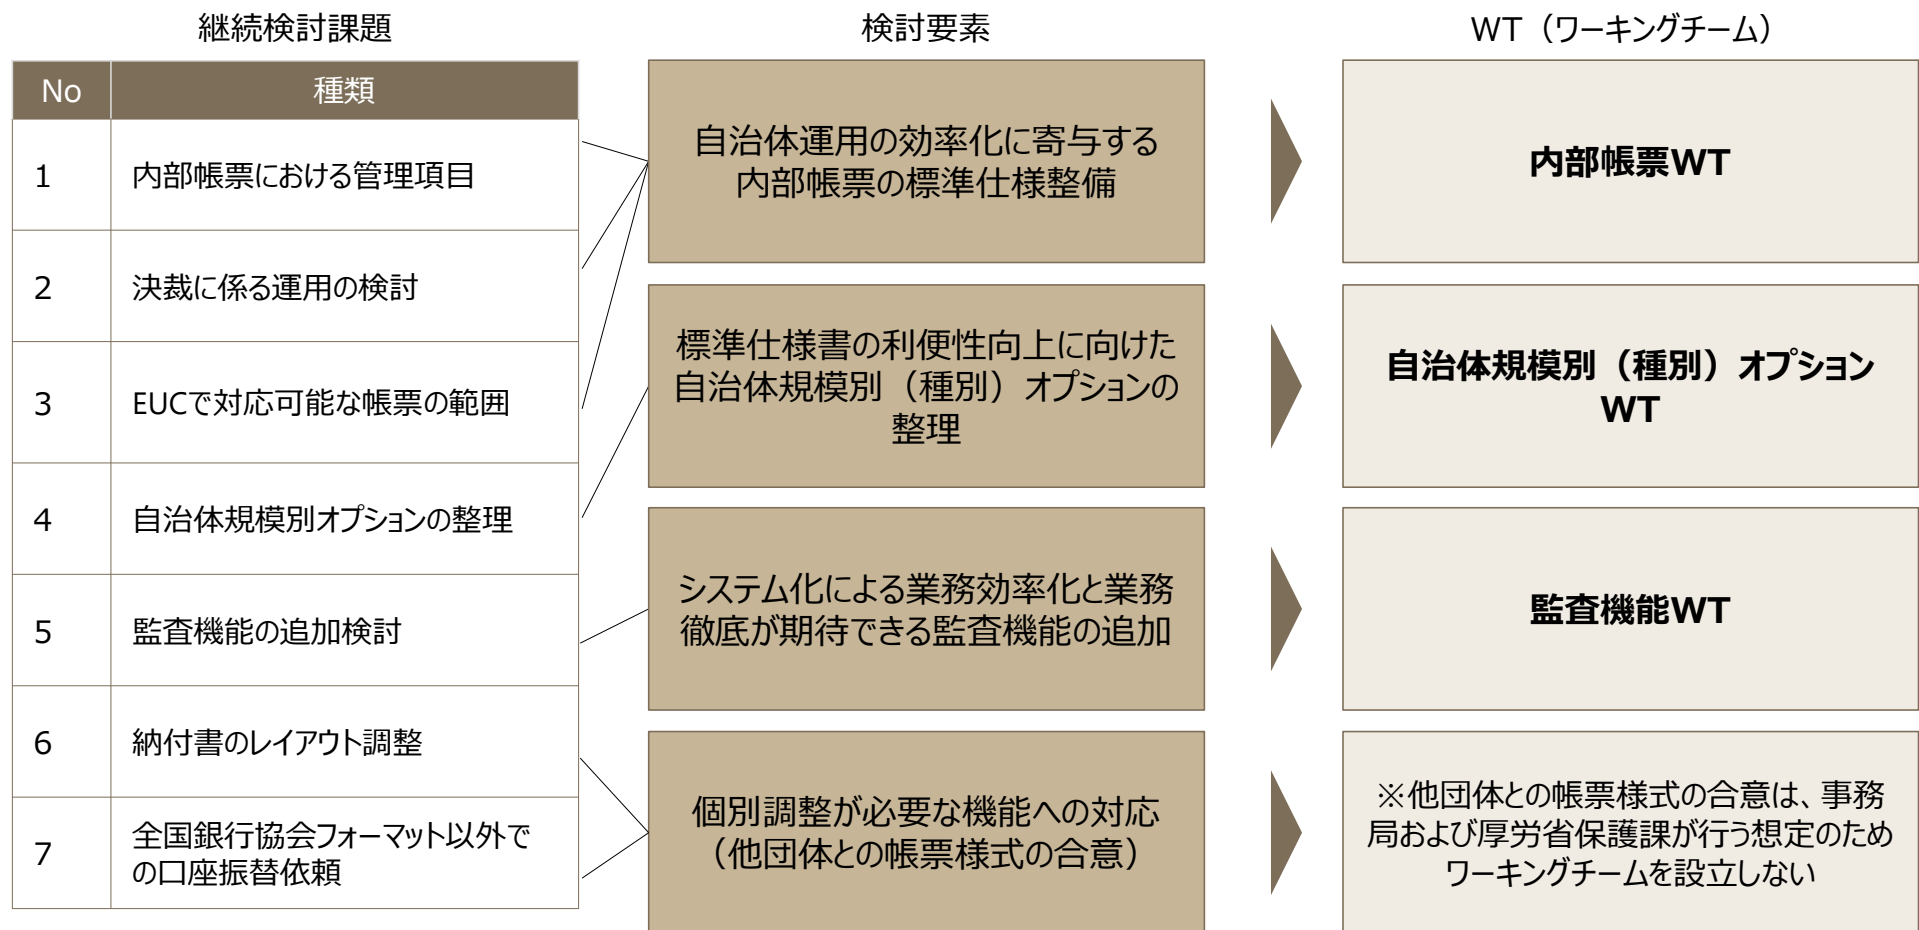 継続検討課題
検討要素
WT（ワーキングチーム）
No 種類
1 内部帳票における管理項目
2 決裁に係る運用の検討
3 EUCで対応可能な帳票の範囲
4 自治体規模別オプションの整理
5 監査機能の追加検討
6 納付書のレイアウト調整
7 全国銀行協会フォーマット以外で
の口座振替依頼
自治体運用の効率化に寄与する
内部帳票の標準仕様整備
標準仕様書の利便性向上に向けた
自治体規模別（種別）オプションの
整理
システム化による業務効率化と業務
徹底が期待できる監査機能の追加
個別調整が必要な機能への対応
（他団体との帳票様式の合意）
内部帳票WT
自治体規模別（種別）オプション
WT
監査機能WT
※他団体との帳票様式の合意は、事務
局および厚労省保護課が行う想定のため
ワーキングチームを設立しない